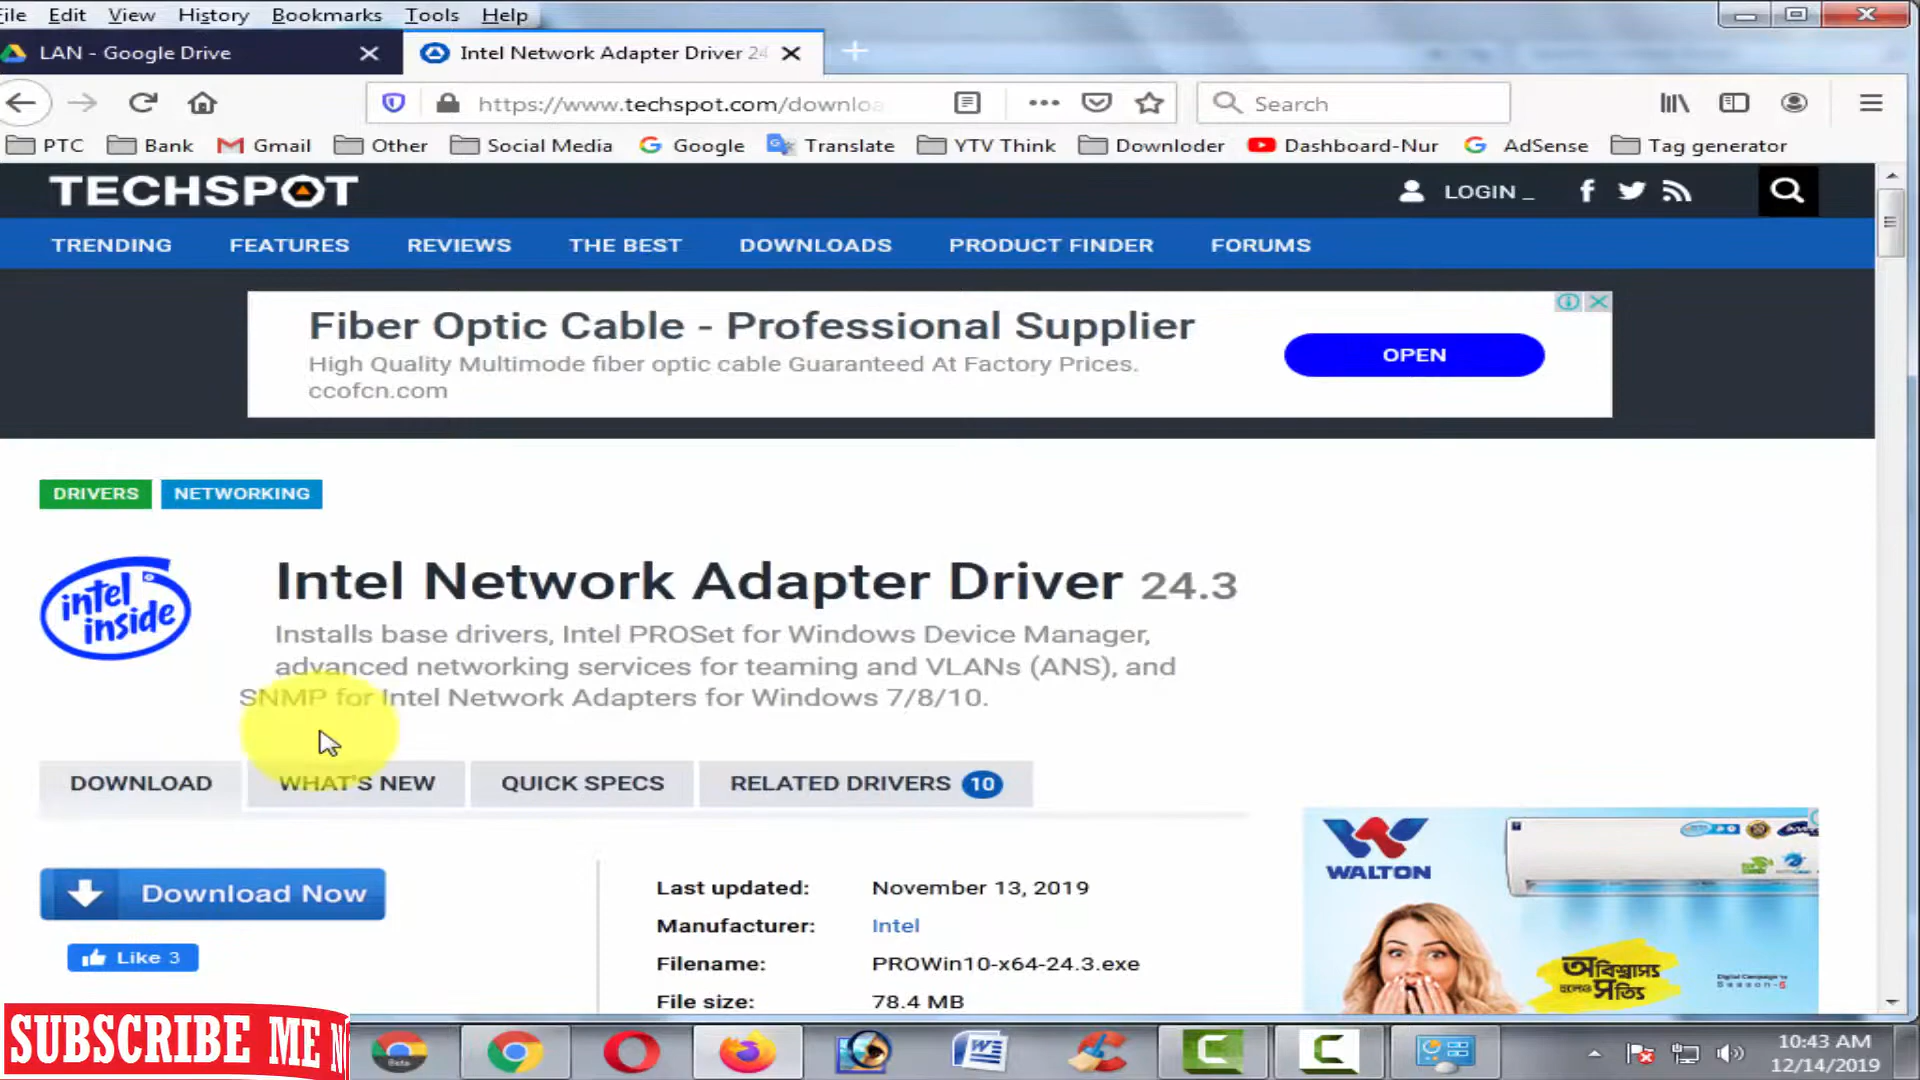 File Edit View History Bookmarks Tools Help
LAN - Google Drive
Intel Network Adapter Driver 24
https://www.techspot.com/downloa
Search
PTC Bank Gmail Other Social Media Google Translate YTV Think Downloder Dashboard-Nur AdSense Tag generator
TECHSPOT
LOGIN _
TRENDING FEATURES REVIEWS THE BEST DOWNLOADS PRODUCT FINDER FORUMS
Fiber Optic Cable - Professional Supplier
High Quality Multimode fiber optic cable Guaranteed At Factory Prices.
ccofcn.com
OPEN
DRIVERS NETWORKING
intel inside
Intel Network Adapter Driver 24.3
Installs base drivers, Intel PROSet for Windows Device Manager,
advanced networking services for teaming and VLANs (ANS), and
SNMP for Intel Network Adapters for Windows 7/8/10.
DOWNLOAD WHAT'S NEW QUICK SPECS RELATED DRIVERS 10
Download Now
Like 3
Last updated: November 13, 2019
Manufacturer: Intel
Filename: PROWin10-x64-24.3.exe
File size: 78.4 MB
WALTON
অবিশ্বাস্য
হলেও সত্যি
Digital Campaign
Season-5
SUBSCRIBE ME N
Beta
10:43 AM
12/14/2019